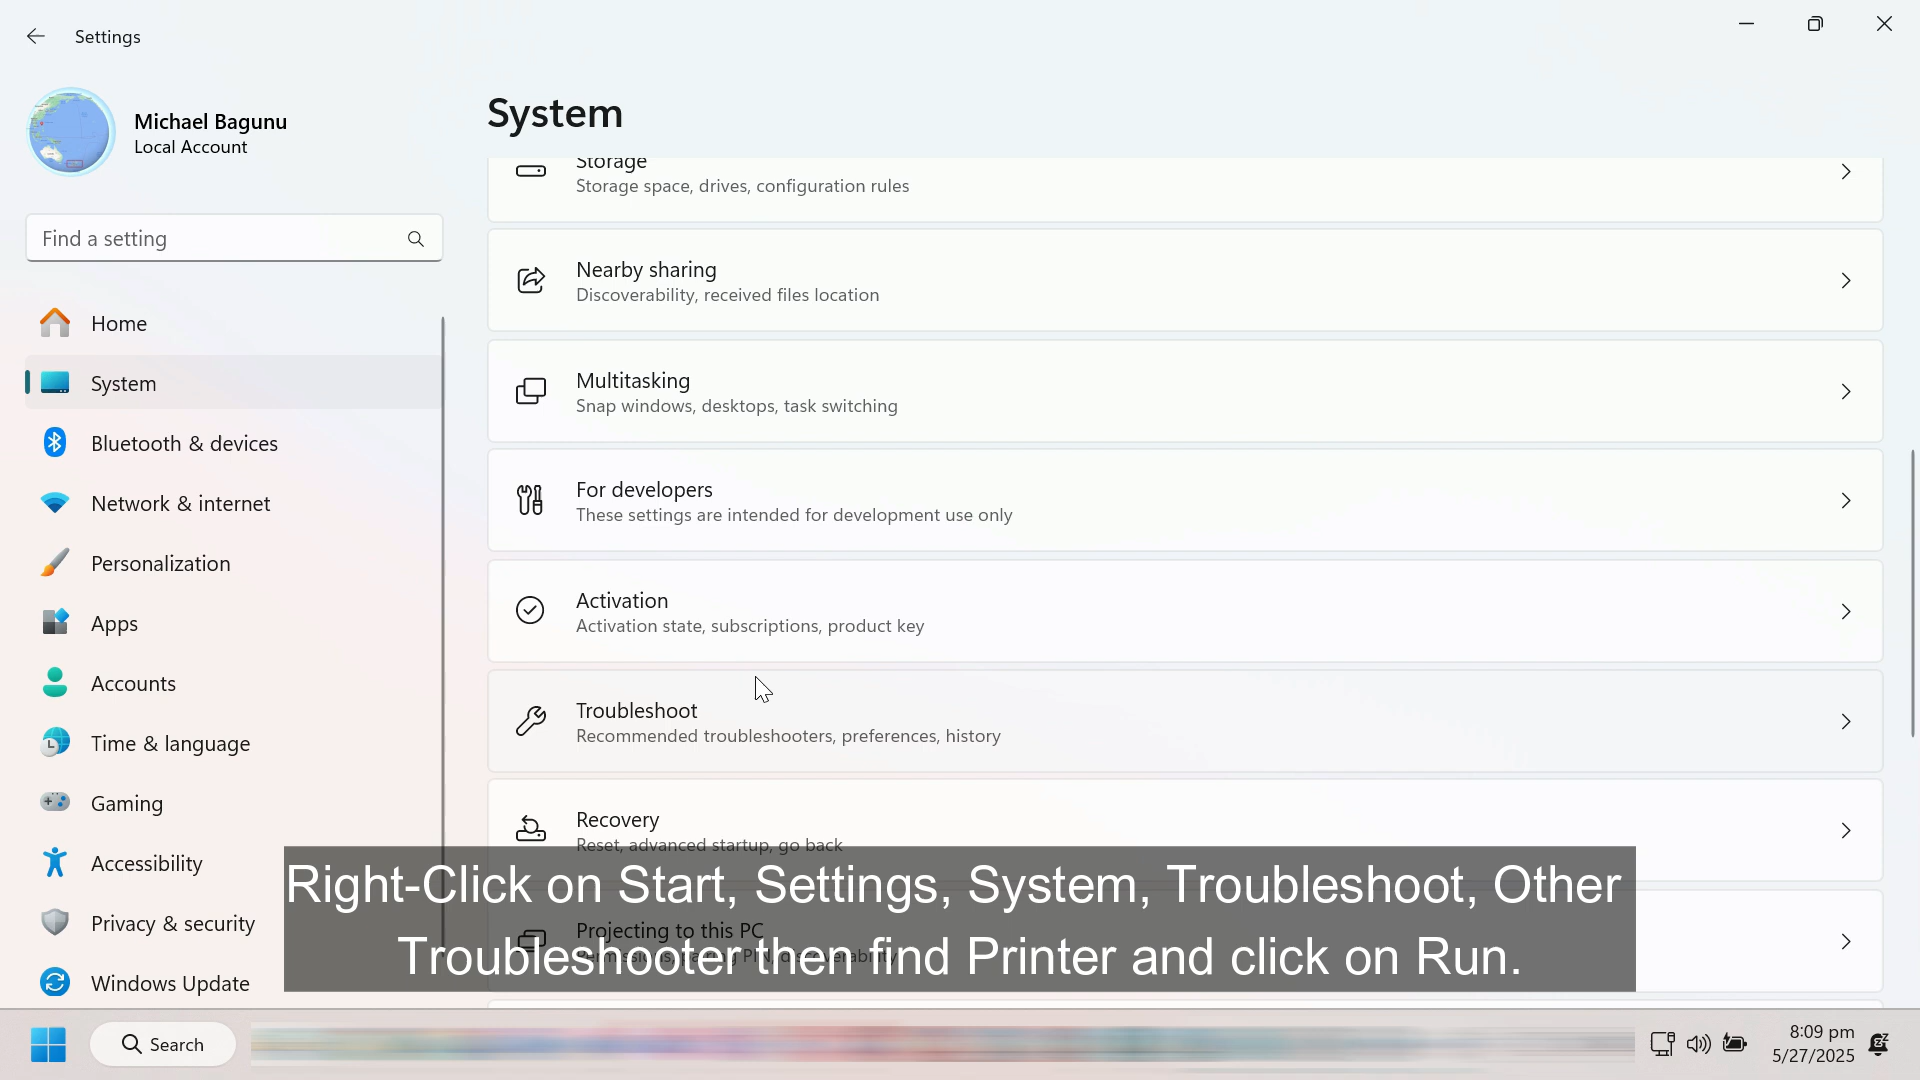 Settings
Michael Bagunu
Local Account
Find a setting
Home
System
Bluetooth & devices
Network & internet
Personalization
Apps
Accounts
Time & language
Gaming
Accessibility
Privacy & security
Windows Update
System
Storage
Storage space, drives, configuration rules
Nearby sharing
Discoverability, received files location
Multitasking
Snap windows, desktops, task switching
For developers
These settings are intended for development use only
Activation
Activation state, subscriptions, product key
Troubleshoot
Recommended troubleshooters, preferences, history
Recovery
Reset, advanced startup, go back
Projecting to this PC
Permissions, pairing PIN, discoverability
Right-Click on Start, Settings, System, Troubleshoot, Other
Troubleshooter then find Printer and click on Run.
Search
8:09 pm
5/27/2025